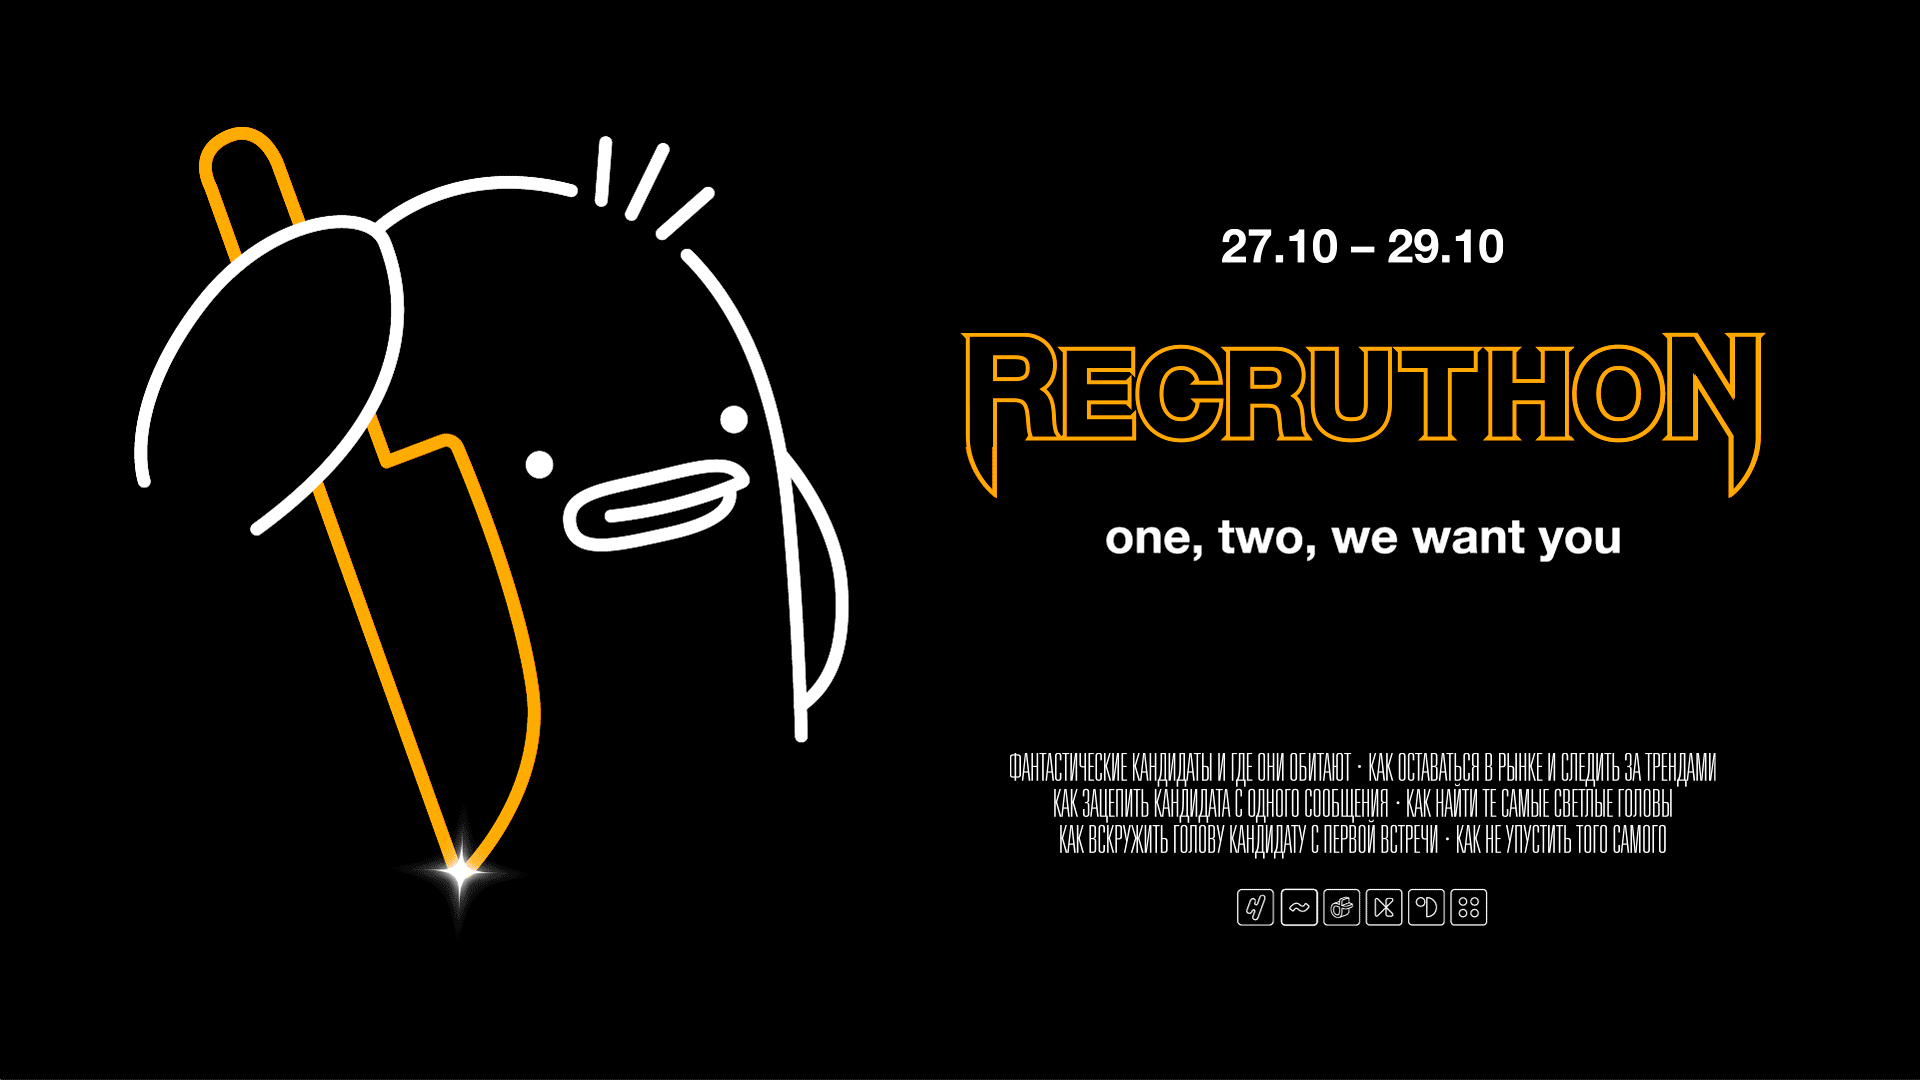 27.10 – 29.10
RECRUTHON
one, two, we want you
ФАНТАСТИЧЕСКИЕ КАНДИДАТЫ И ГДЕ ОНИ ОБИТАЮТ · КАК ОСТАВАТЬСЯ В РЫНКЕ И СЛЕДИТЬ ЗА ТРЕНДАМИ
КАК ЗАЦЕПИТЬ КАНДИДАТА С ОДНОГО СООБЩЕНИЯ · КАК НАЙТИ ТЕ САМЫЕ СВЕТЛЫЕ ГОЛОВЫ
КАК ВСКРУЖИТЬ ГОЛОВУ КАНДИДАТУ С ПЕРВОЙ ВСТРЕЧИ · КАК НЕ УПУСТИТЬ ТОГО САМОГО